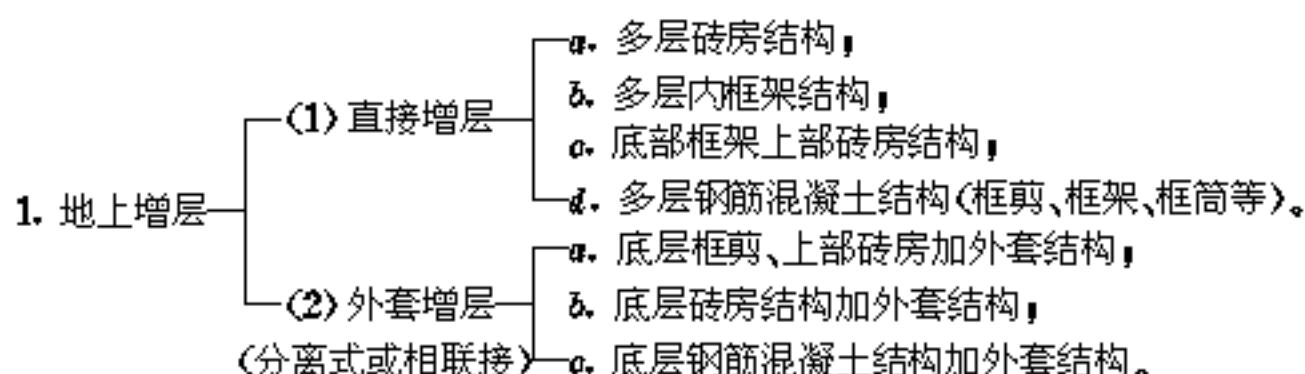 1. 地上增层
(1) 直接增层
a. 多层砖房结构;
b. 多层内框架结构;
c. 底部框架上部砖房结构;
d. 多层钢筋混凝土结构(框剪、框架、框筒等)。
(2) 外套增层
(分离式或相联接)
a. 底层框剪、上部砖房加外套结构;
b. 底层砖房结构加外套结构;
c. 底层钢筋混凝土结构加外套结构。